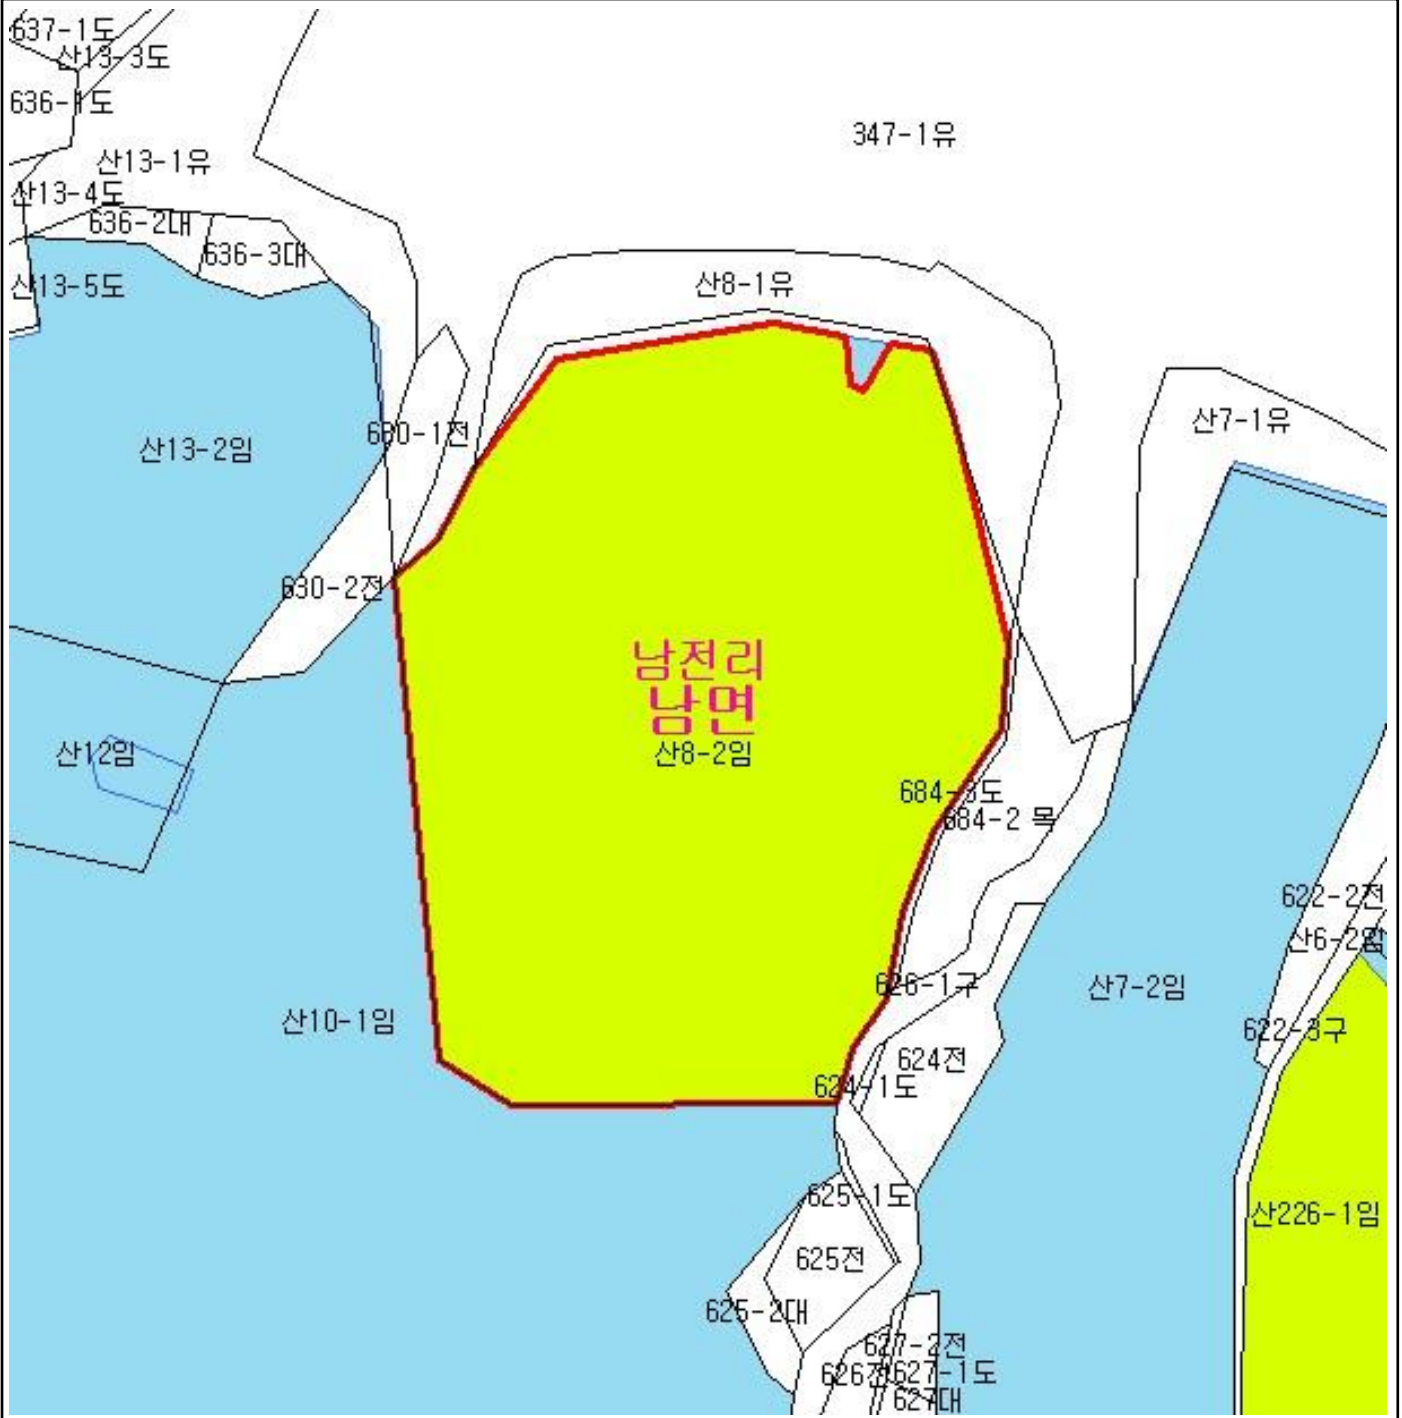 637-1도
산13-3도
636-1도
347-1유
산13-1유
산13-4도
636-2대
636-3대
산13-5도
산8-1유
산7-1유
630-1전
산13-2임
630-2전
남전리
남면
산8-2임
산12임
684-3도
684-2 목
622-2전
산6-2임
626-1구
산7-2임
산10-1임
622-3구
624전
624-1도
625-1도
산226-1임
625전
625-2대
627-2전
626전
627-1도
627대